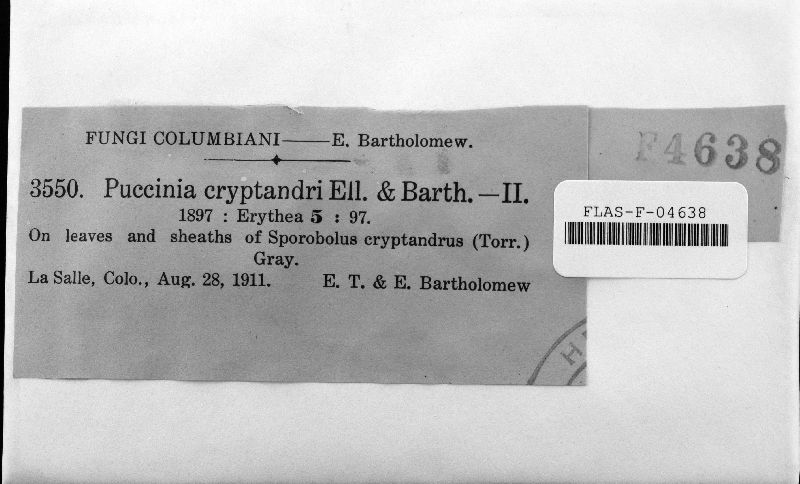 FUNGI COLUMBIANI——E. Bartholomew.
3550. Puccinia cryptandri Ell. & Barth. —II.
1897 : Erythea 5 : 97.
On leaves and sheaths of Sporobolus cryptandrus (Torr.)
Gray.
La Salle, Colo., Aug. 28, 1911. E. T. & E. Bartholomew
F4638
FLAS-F-04638